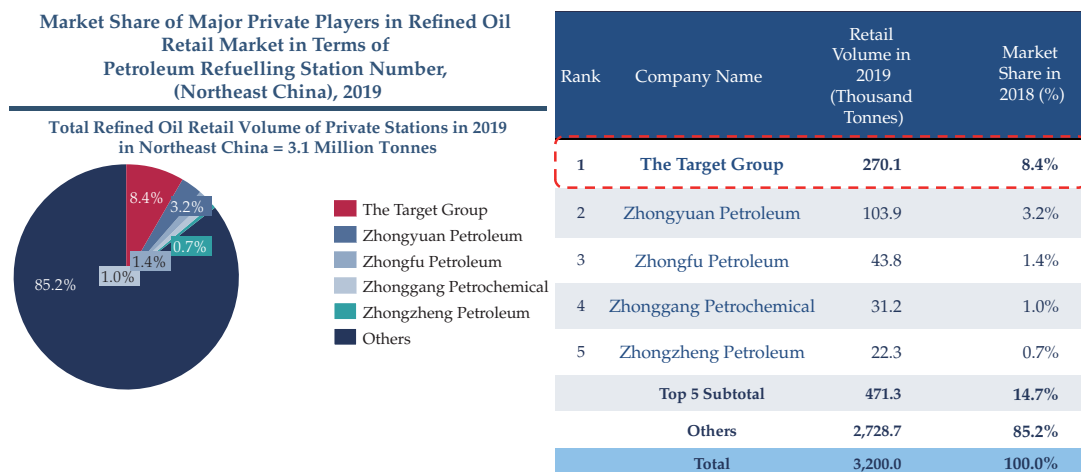 Market Share of Major Private Players in Refined Oil
Retail Market in Terms of
Petroleum Refuelling Station Number,
(Northeast China), 2019
Total Refined Oil Retail Volume of Private Stations in 2019
in Northeast China = 3.1 Million Tonnes
8.4%
3.2%
0.7%
1.4%
1.0%
85.2%
The Target Group
Zhongyuan Petroleum
Zhongfu Petroleum
Zhonggang Petrochemical
Zhongzheng Petroleum
Others
Rank Company Name Retail Volume in 2019 (Thousand Tonnes) Market Share in 2018 (%)
1 The Target Group 270.1 8.4%
2 Zhongyuan Petroleum 103.9 3.2%
3 Zhongfu Petroleum 43.8 1.4%
4 Zhonggang Petrochemical 31.2 1.0%
5 Zhongzheng Petroleum 22.3 0.7%
Top 5 Subtotal 471.3 14.7%
Others 2,728.7 85.2%
Total 3,200.0 100.0%